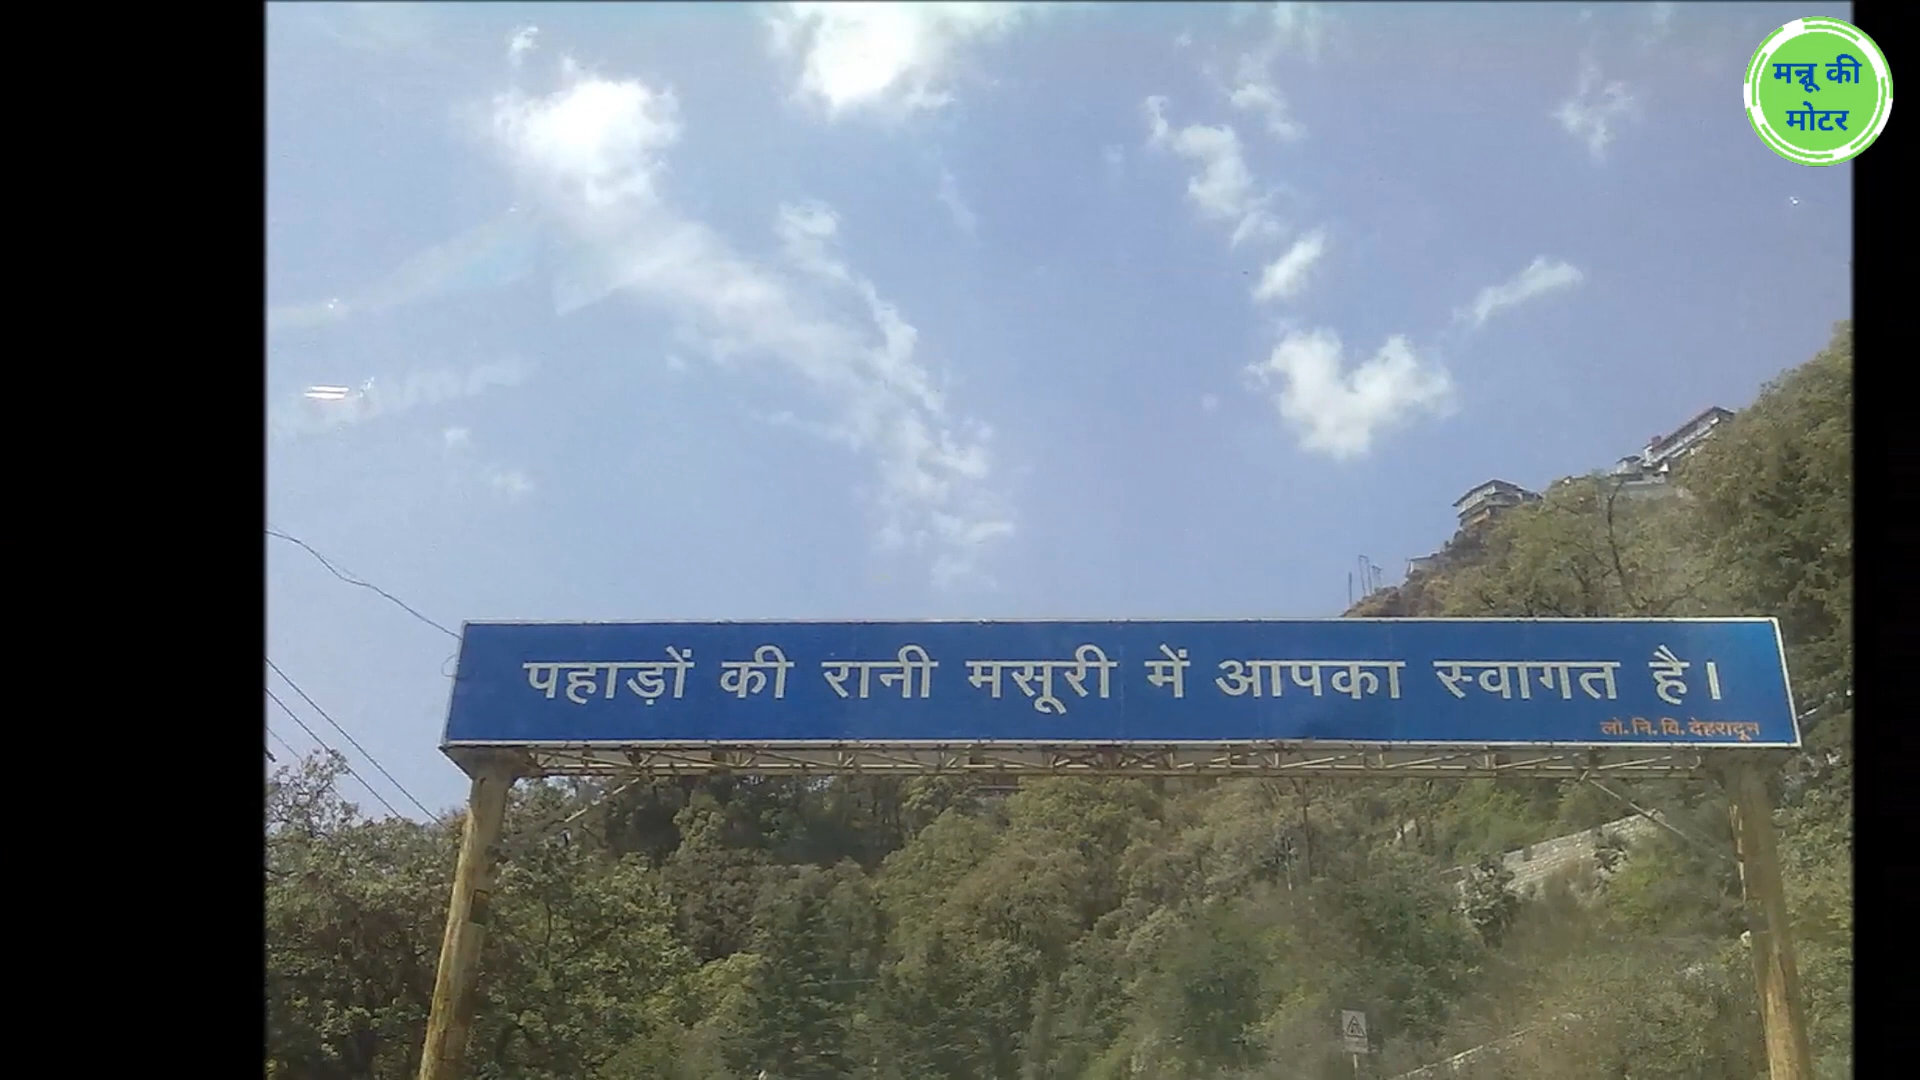 मन्नू की
मोटर
पहाड़ों की रानी मसूरी में आपका स्वागत है।
लो. नि. वि. देहरादून